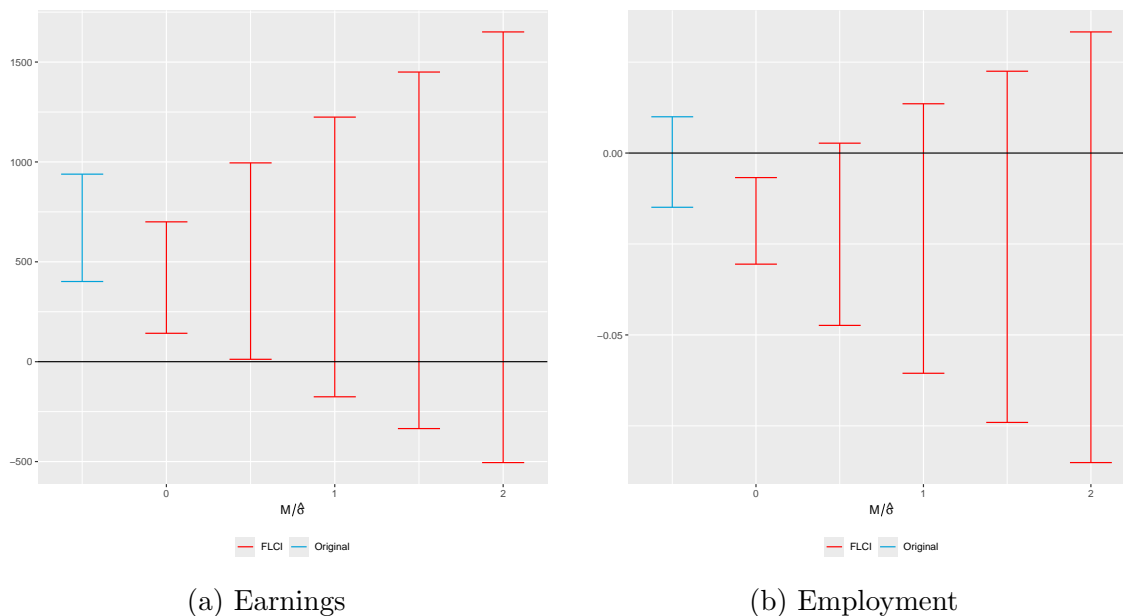 1500
1000
500
0
−500
0
1
2
M/σ̂
FLCI
Original
(a) Earnings
0.00
−0.05
0
1
2
M/σ̂
FLCI
Original
(b) Employment